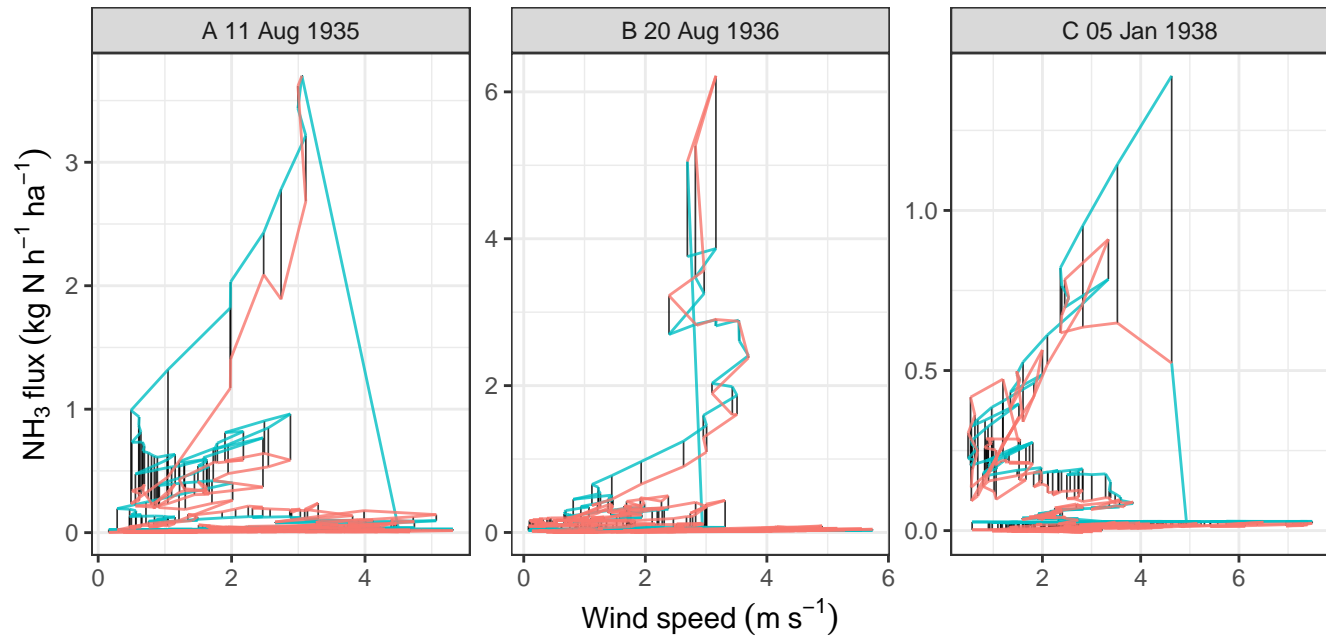 A 11 Aug 1935
B 20 Aug 1936
C 05 Jan 1938
NH₃ flux (kg N h⁻¹ ha⁻¹)
3
2
1
0
6
4
2
0
1.0
0.5
0.0
0 2 4
0 2 4 6
2 4 6
Wind speed (m s⁻¹)